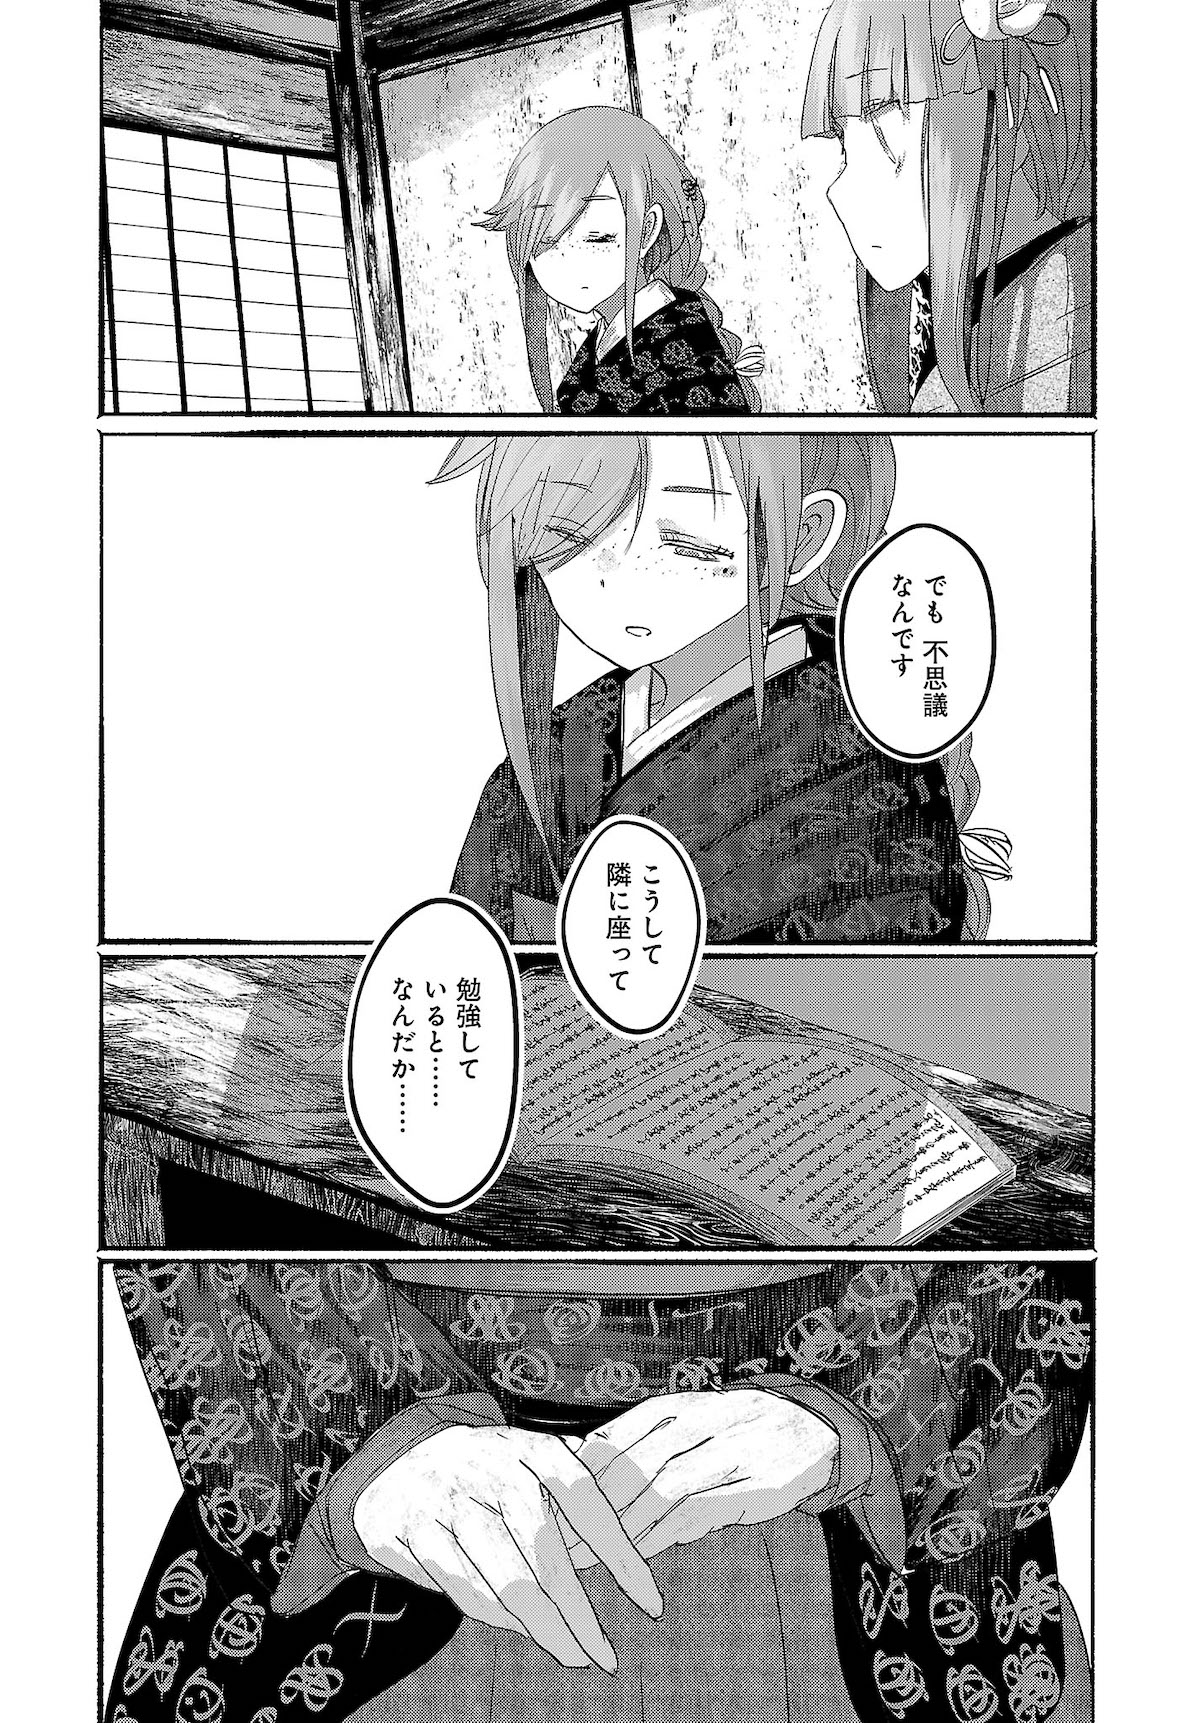 でも 不思議
なんです
こうして
隣に座って
勉強して
いると……
なんだか……